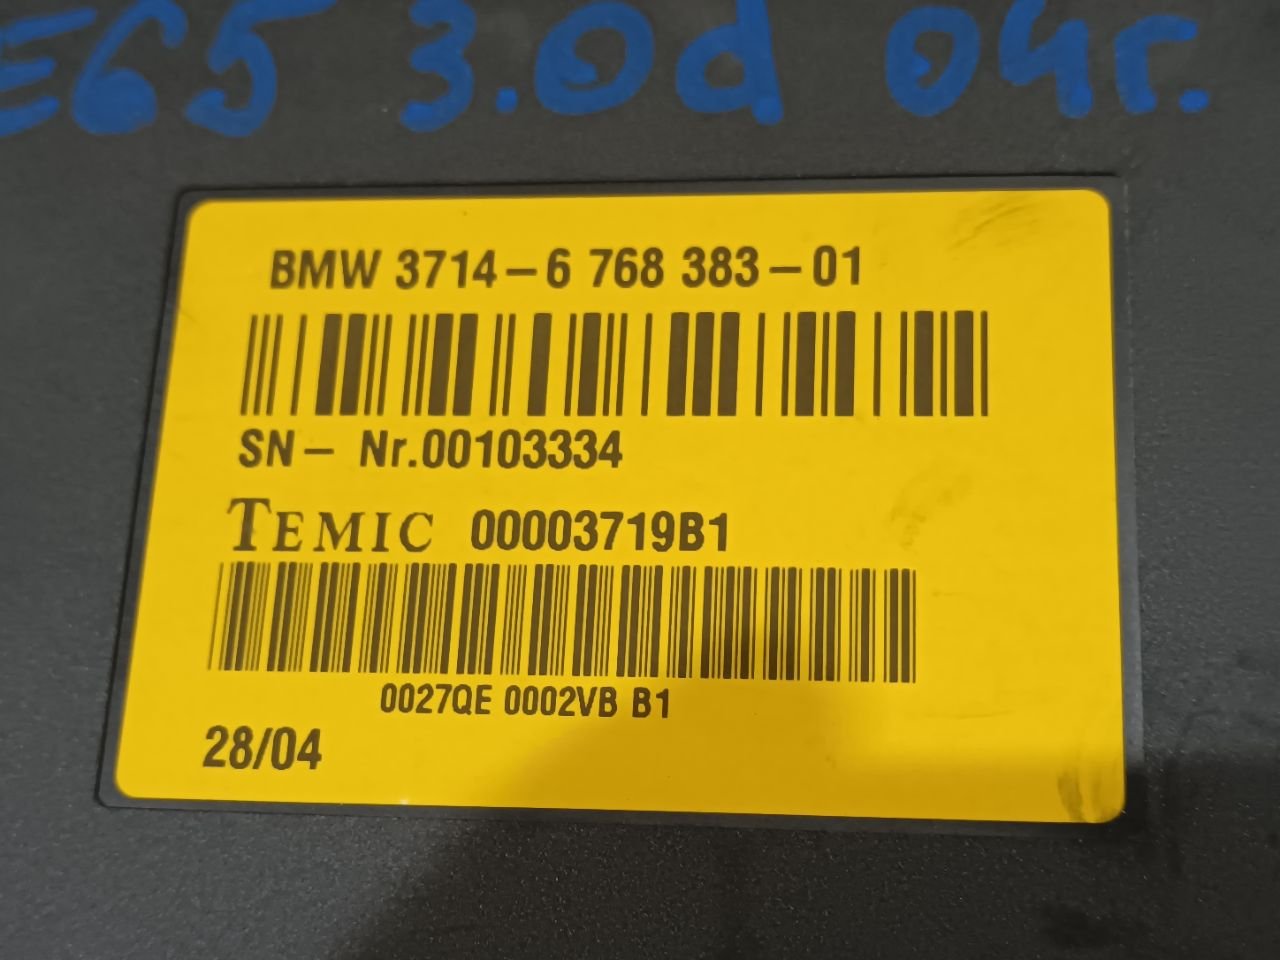 E65 3.0d 04г.
BMW 3714-6 768 383-01
SN- Nr.00103334
TEMIC 00003719B1
0027QE 0002VB B1
28/04